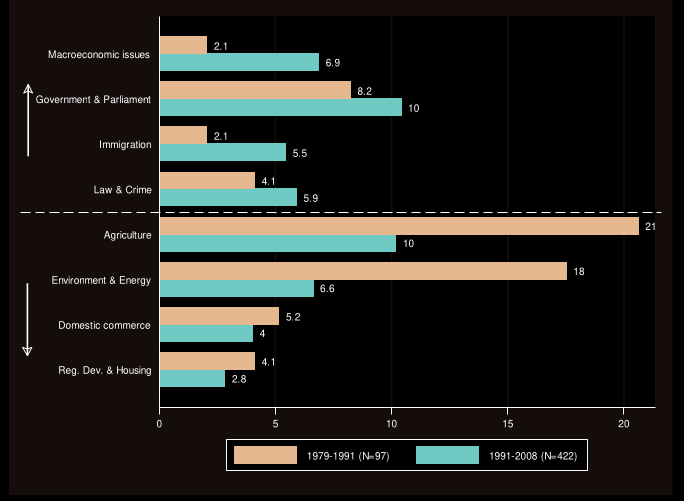 Macroeconomic issues
2.1
6.9
Government & Parliament
8.2
10
Immigration
2.1
5.5
Law & Crime
4.1
5.9
Agriculture
21
10
Environment & Energy
18
6.6
Domestic commerce
5.2
4
Reg. Dev. & Housing
4.1
2.8
0 5 10 15 20
1979-1991 (N=97) 1991-2008 (N=422)